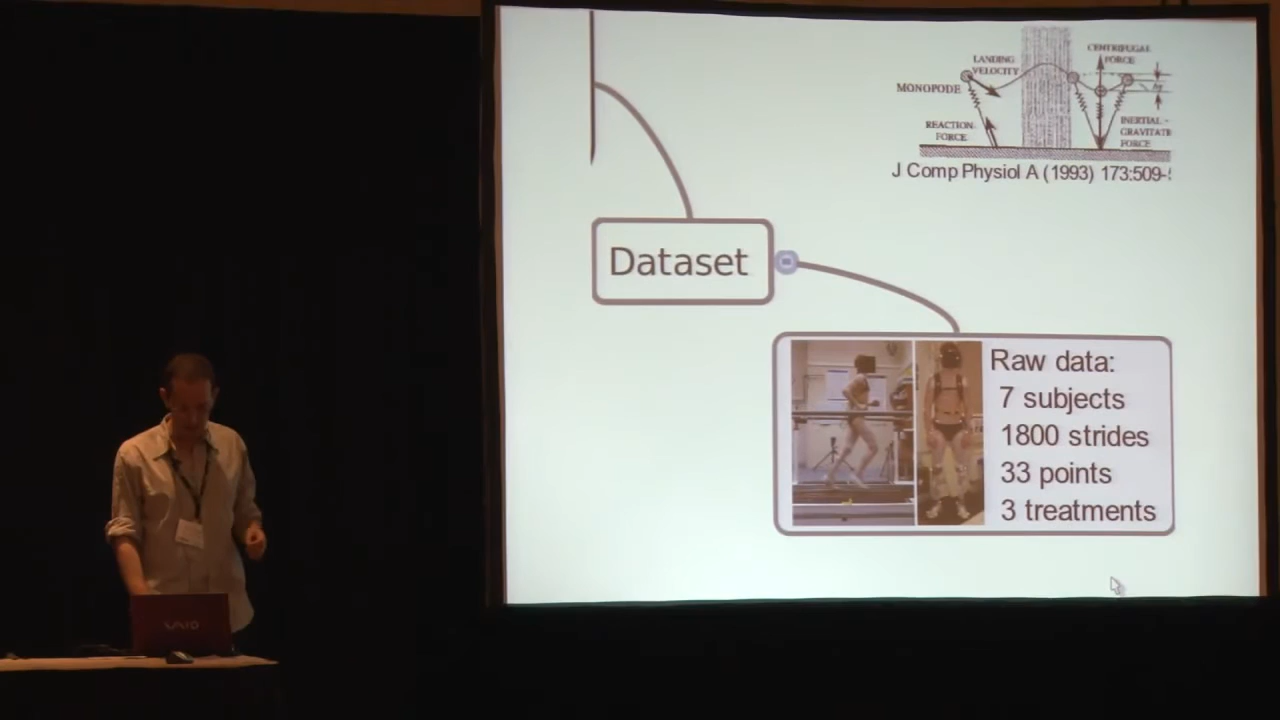 CENTRIFUGAL
FORCE
LANDING
VELOCITY
MONOPODE
REACTION
FORCE
INERTIAL -
GRAVITATI
FORCE
J Comp Physiol A (1993) 173:509-
Dataset
Raw data:
7 subjects
1800 strides
33 points
3 treatments
VAIO